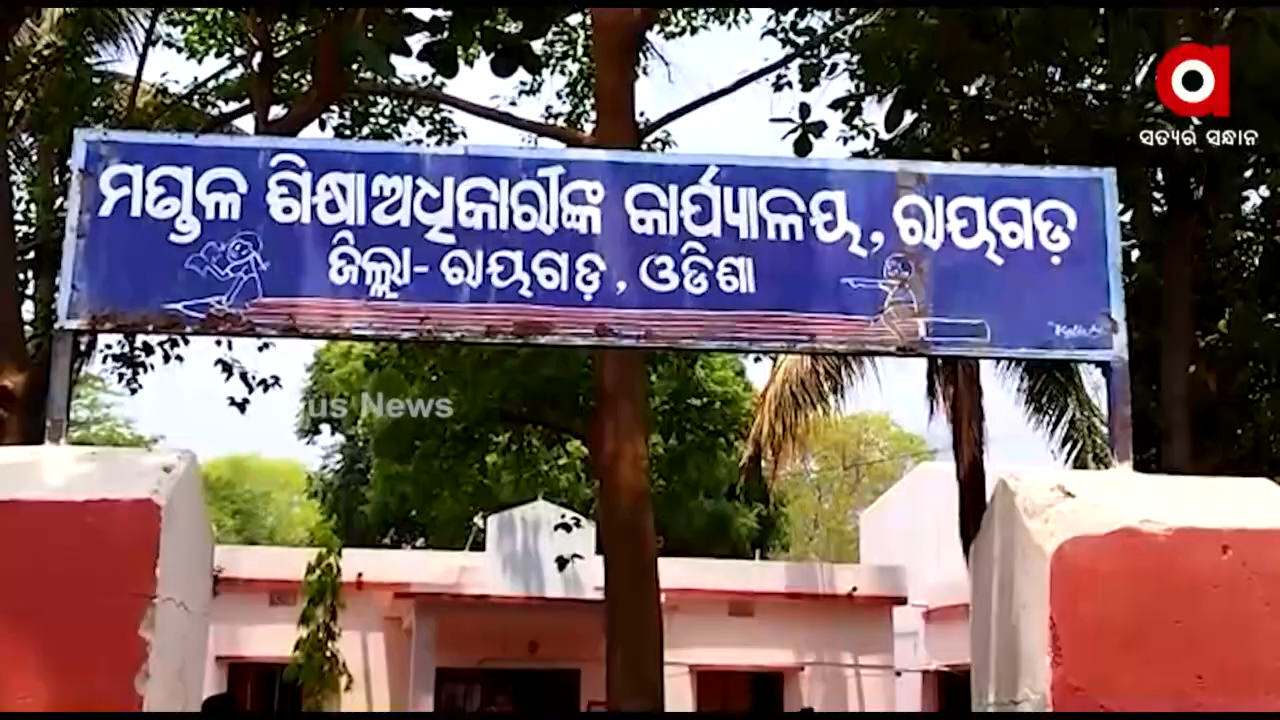 ସତ୍ୟର ସନ୍ଧାନ
ମଣ୍ଡଳ ଶିକ୍ଷାଅଧିକାରୀଙ୍କ କାର୍ଯ୍ୟାଳୟ, ରାୟଗଡ଼
ଜିଲ୍ଲା- ରାୟଗଡ଼, ଓଡିଶା
us News